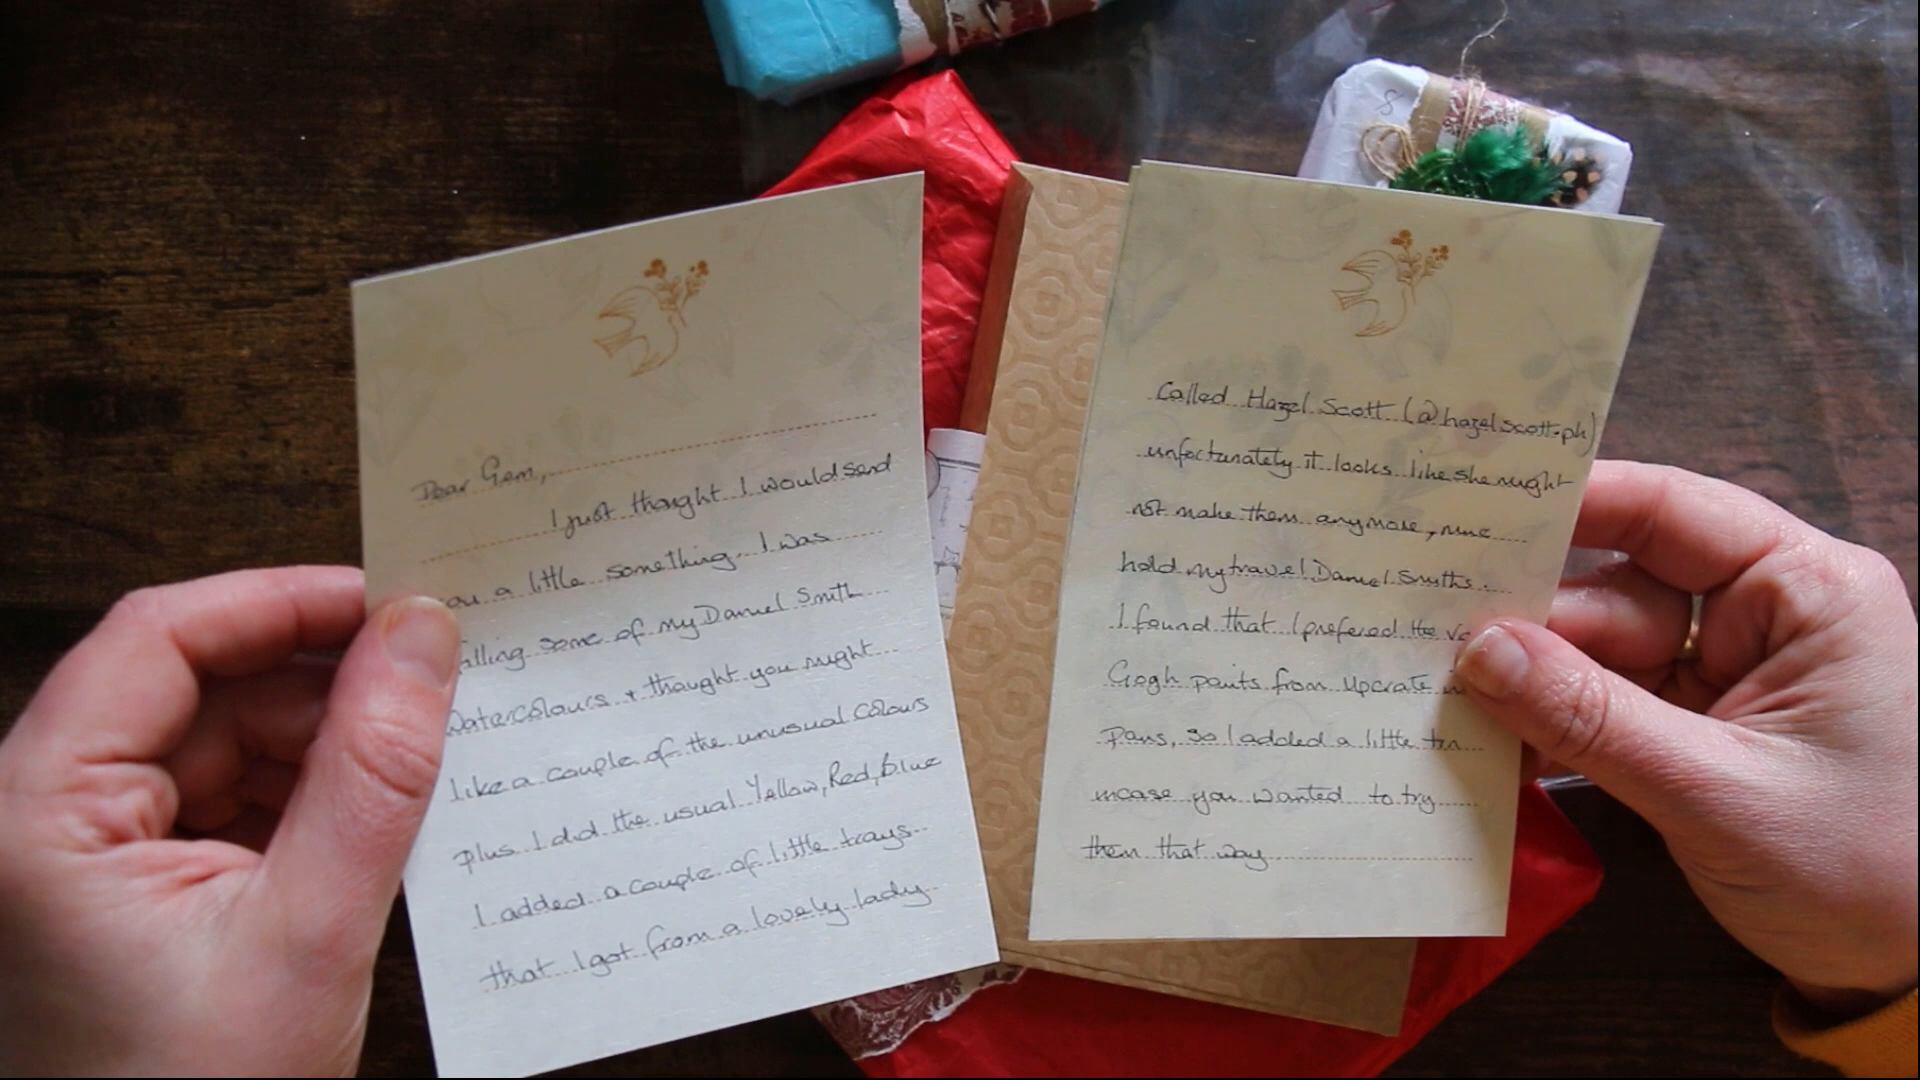 Dear Gem,
I just thought I would send
you a little something. I was
filling some of my Daniel Smith
Watercolours + thought you might
like a couple of the unusual colours
plus I did the usual Yellow, Red, blue
I added a couple of little trays
that I got from a lovely lady
Called Hazel Scott (@hazelscott.ph)
unfortunately it looks like she might
not make them anymore, mine
hold my travel Daniel Smiths.
I found that I prefered the
Gogh paints from Upcrate in
pans, so I added a little tin
incase you wanted to try
them that way
8